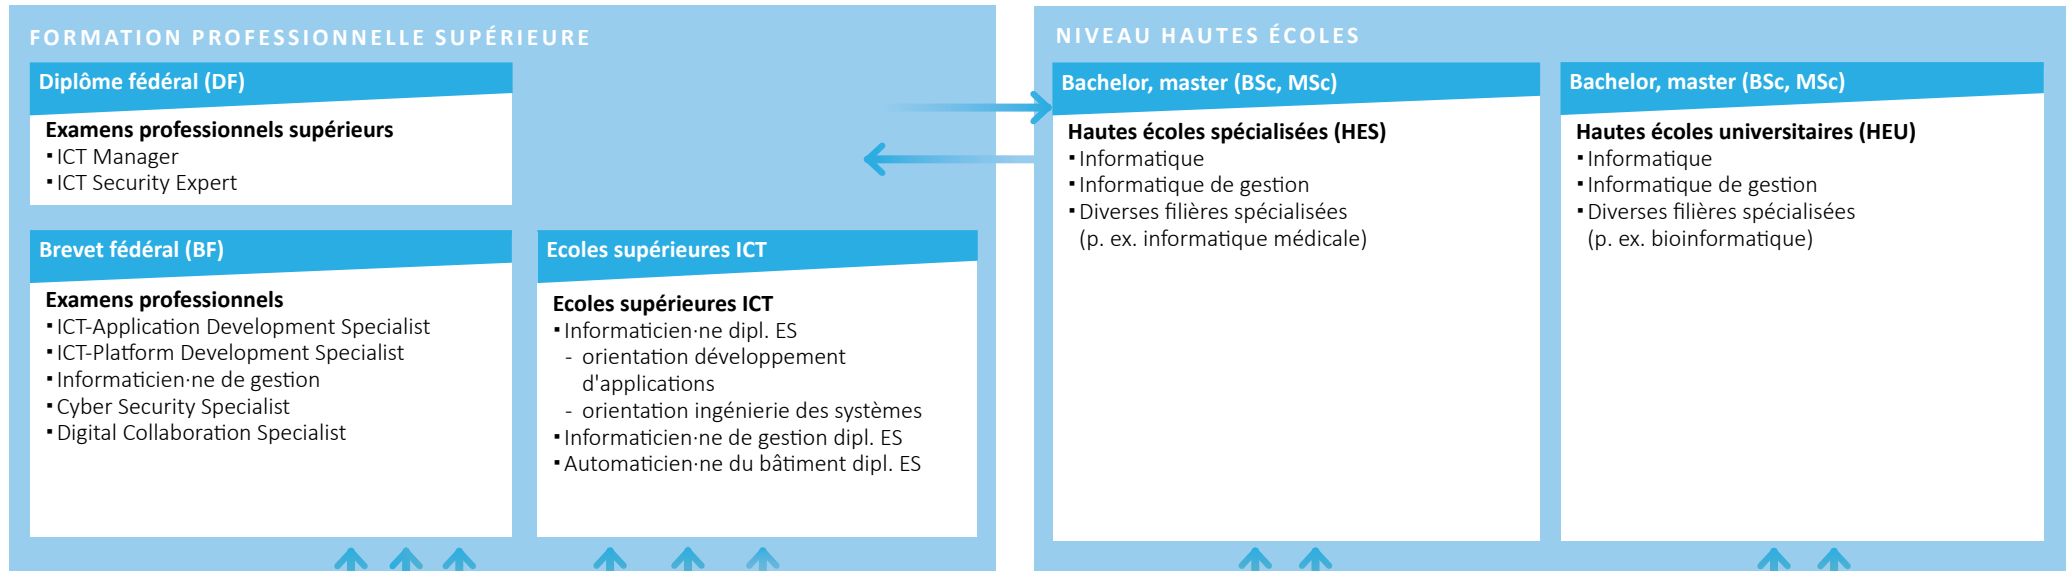 FORMATION PROFESSIONNELLE SUPÉRIEURE
Diplôme fédéral (DF)
Examens professionnels supérieurs
▪ ICT Manager
▪ ICT Security Expert
Brevet fédéral (BF)
Examens professionnels
▪ ICT-Application Development Specialist
▪ ICT-Platform Development Specialist
▪ Informaticien·ne de gestion
▪ Cyber Security Specialist
▪ Digital Collaboration Specialist
Ecoles supérieures ICT
Ecoles supérieures ICT
▪ Informaticien·ne dipl. ES
- orientation développement
d'applications
- orientation ingénierie des systèmes
▪ Informaticien·ne de gestion dipl. ES
▪ Automaticien·ne du bâtiment dipl. ES
NIVEAU HAUTES ÉCOLES
Bachelor, master (BSc, MSc)
Hautes écoles spécialisées (HES)
▪ Informatique
▪ Informatique de gestion
▪ Diverses filières spécialisées
(p. ex. informatique médicale)
Bachelor, master (BSc, MSc)
Hautes écoles universitaires (HEU)
▪ Informatique
▪ Informatique de gestion
▪ Diverses filières spécialisées
(p. ex. bioinformatique)